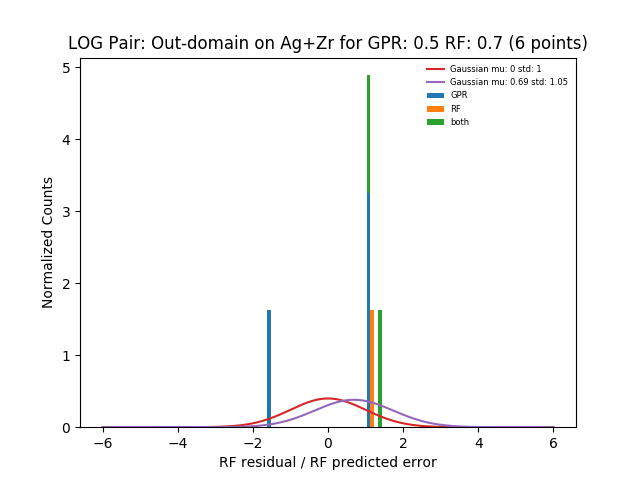 LOG Pair: Out-domain on Ag+Zr for GPR: 0.5 RF: 0.7 (6 points)
Gaussian mu: 0 std: 1
Gaussian mu: 0.69 std: 1.05
GPR
RF
both
Normalized Counts
5
4
3
2
1
0
−6
−4
−2
0
2
4
6
RF residual / RF predicted error